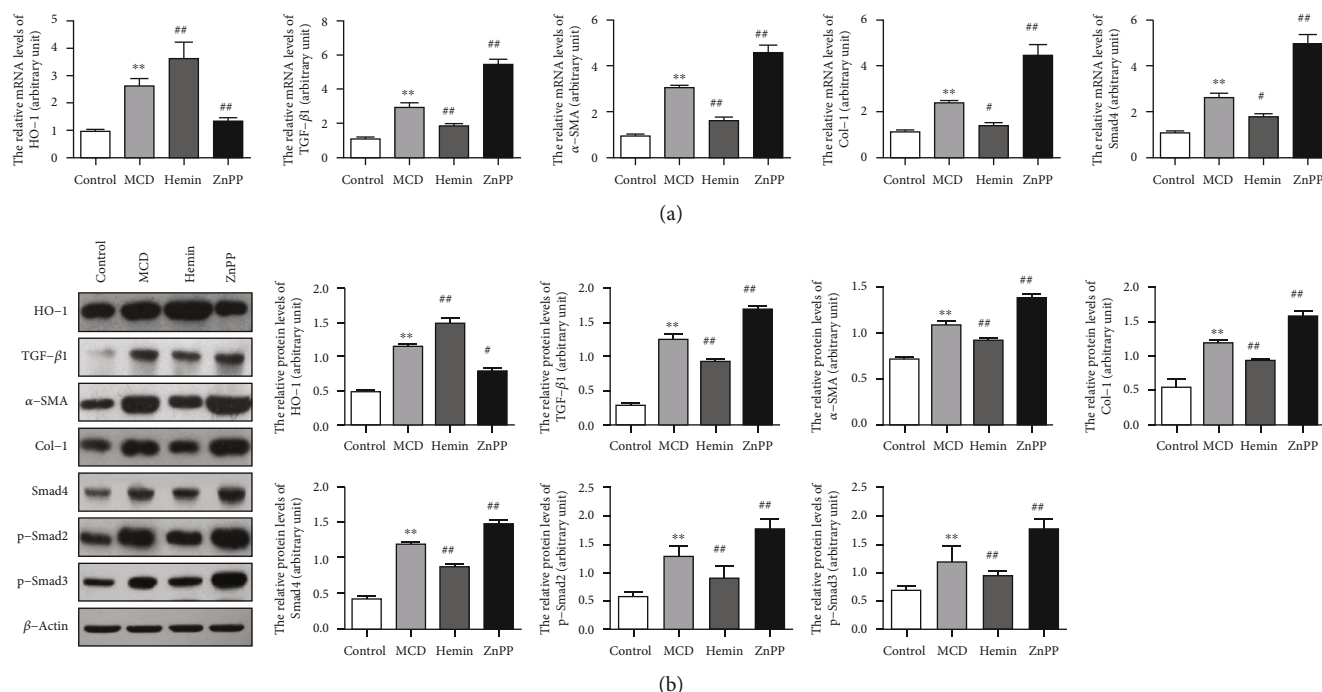 The relative mRNA levels of
HO-1 (arbitrary unit)
5
4
3
2
1
0
**
##
##
Control MCD Hemin ZnPP
The relative mRNA levels of
TGF-β1 (arbitrary unit)
8
6
4
2
0
**
##
##
Control MCD Hemin ZnPP
The relative mRNA levels of
α-SMA (arbitrary unit)
6
4
2
0
**
##
##
Control MCD Hemin ZnPP
The relative mRNA levels of
Col-1 (arbitrary unit)
6
4
2
0
**
#
##
Control MCD Hemin ZnPP
The relative mRNA levels of
Smad4 (arbitrary unit)
6
4
2
0
**
#
##
Control MCD Hemin ZnPP
(a)
Control MCD Hemin ZnPP
HO-1
TGF-β1
α-SMA
Col-1
Smad4
p-Smad2
p-Smad3
β-Actin
The relative protein levels of
HO-1 (arbitrary unit)
2.0
1.5
1.0
0.5
0.0
**
##
#
Control MCD Hemin ZnPP
The relative protein levels of
TGF-β1 (arbitrary unit)
2.0
1.5
1.0
0.5
0.0
**
##
##
Control MCD Hemin ZnPP
The relative protein levels of
α-SMA (arbitrary unit)
1.5
1.0
0.5
0.0
**
##
##
Control MCD Hemin ZnPP
The relative protein levels of
Col-1 (arbitrary unit)
2.0
1.5
1.0
0.5
0.0
**
##
##
Control MCD Hemin ZnPP
The relative protein levels of
Smad4 (arbitrary unit)
2.0
1.5
1.0
0.5
0.0
**
##
##
Control MCD Hemin ZnPP
The relative protein levels of
p-Smad2 (arbitrary unit)
2.5
2.0
1.5
1.0
0.5
0.0
**
##
##
Control MCD Hemin ZnPP
The relative protein levels of
p-Smad3 (arbitrary unit)
2.5
2.0
1.5
1.0
0.5
0.0
**
##
##
Control MCD Hemin ZnPP
(b)